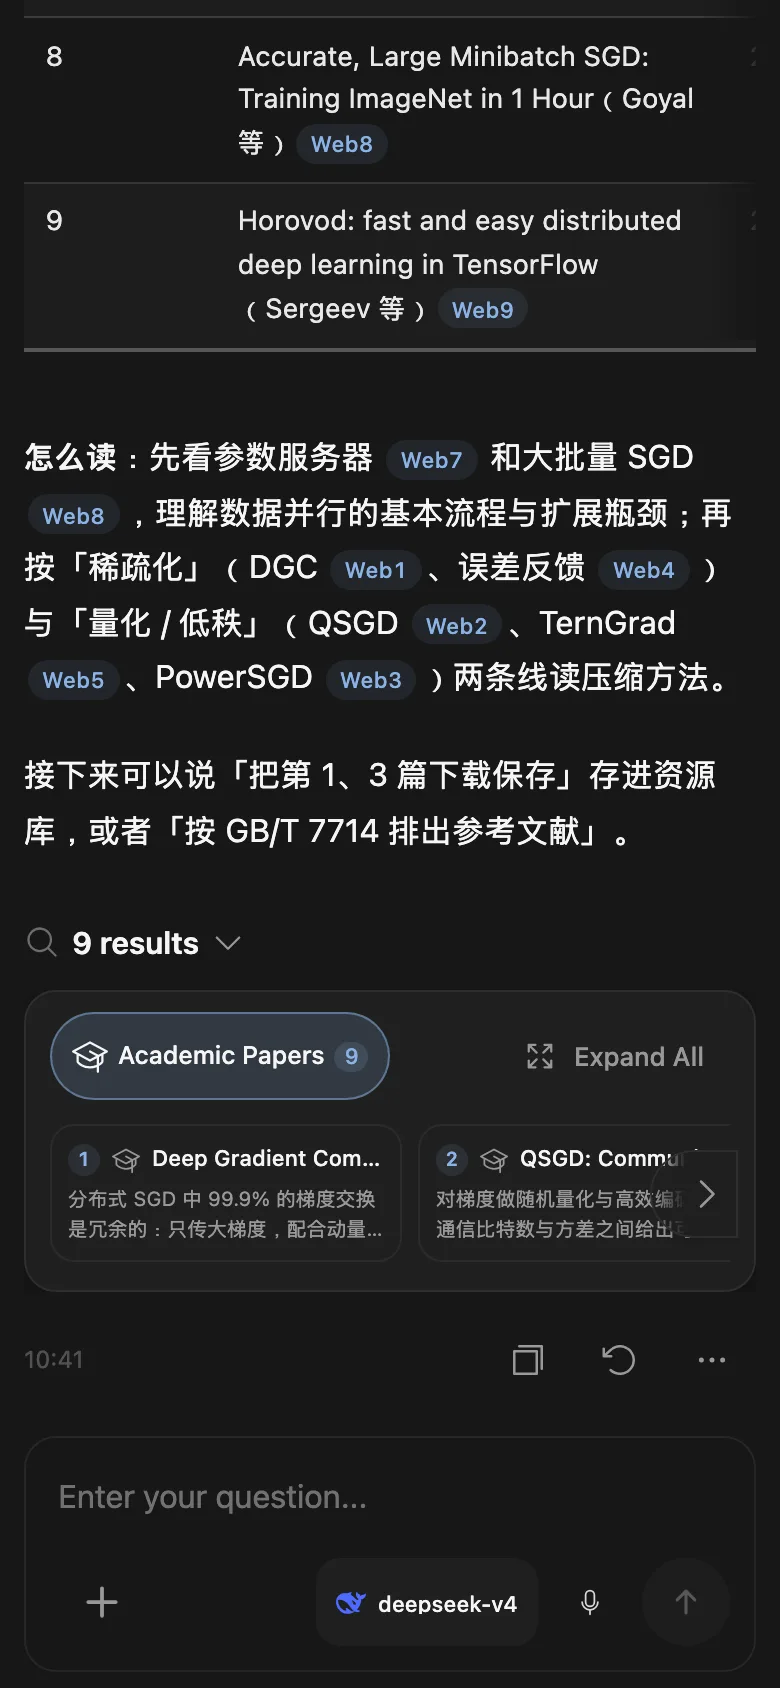 8
Accurate, Large Minibatch SGD:
Training ImageNet in 1 Hour（Goyal
等）Web8
9
Horovod: fast and easy distributed
deep learning in TensorFlow
（Sergeev 等）Web9
怎么读：先看参数服务器 Web7 和大批量 SGD
Web8，理解数据并行的基本流程与扩展瓶颈；再
按「稀疏化」（DGC Web1、误差反馈 Web4）
与「量化 / 低秩」（QSGD Web2、TernGrad
Web5、PowerSGD Web3）两条线读压缩方法。
接下来可以说「把第 1、3 篇下载保存」存进资源
库，或者「按 GB/T 7714 排出参考文献」。
9 results
Academic Papers 9
Expand All
1 Deep Gradient Com...
分布式 SGD 中 99.9% 的梯度交换
是冗余的：只传大梯度，配合动量...
2 QSGD: Commu
对梯度做随机量化与高效编
通信比特数与方差之间给出
10:41
Enter your question...
deepseek-v4